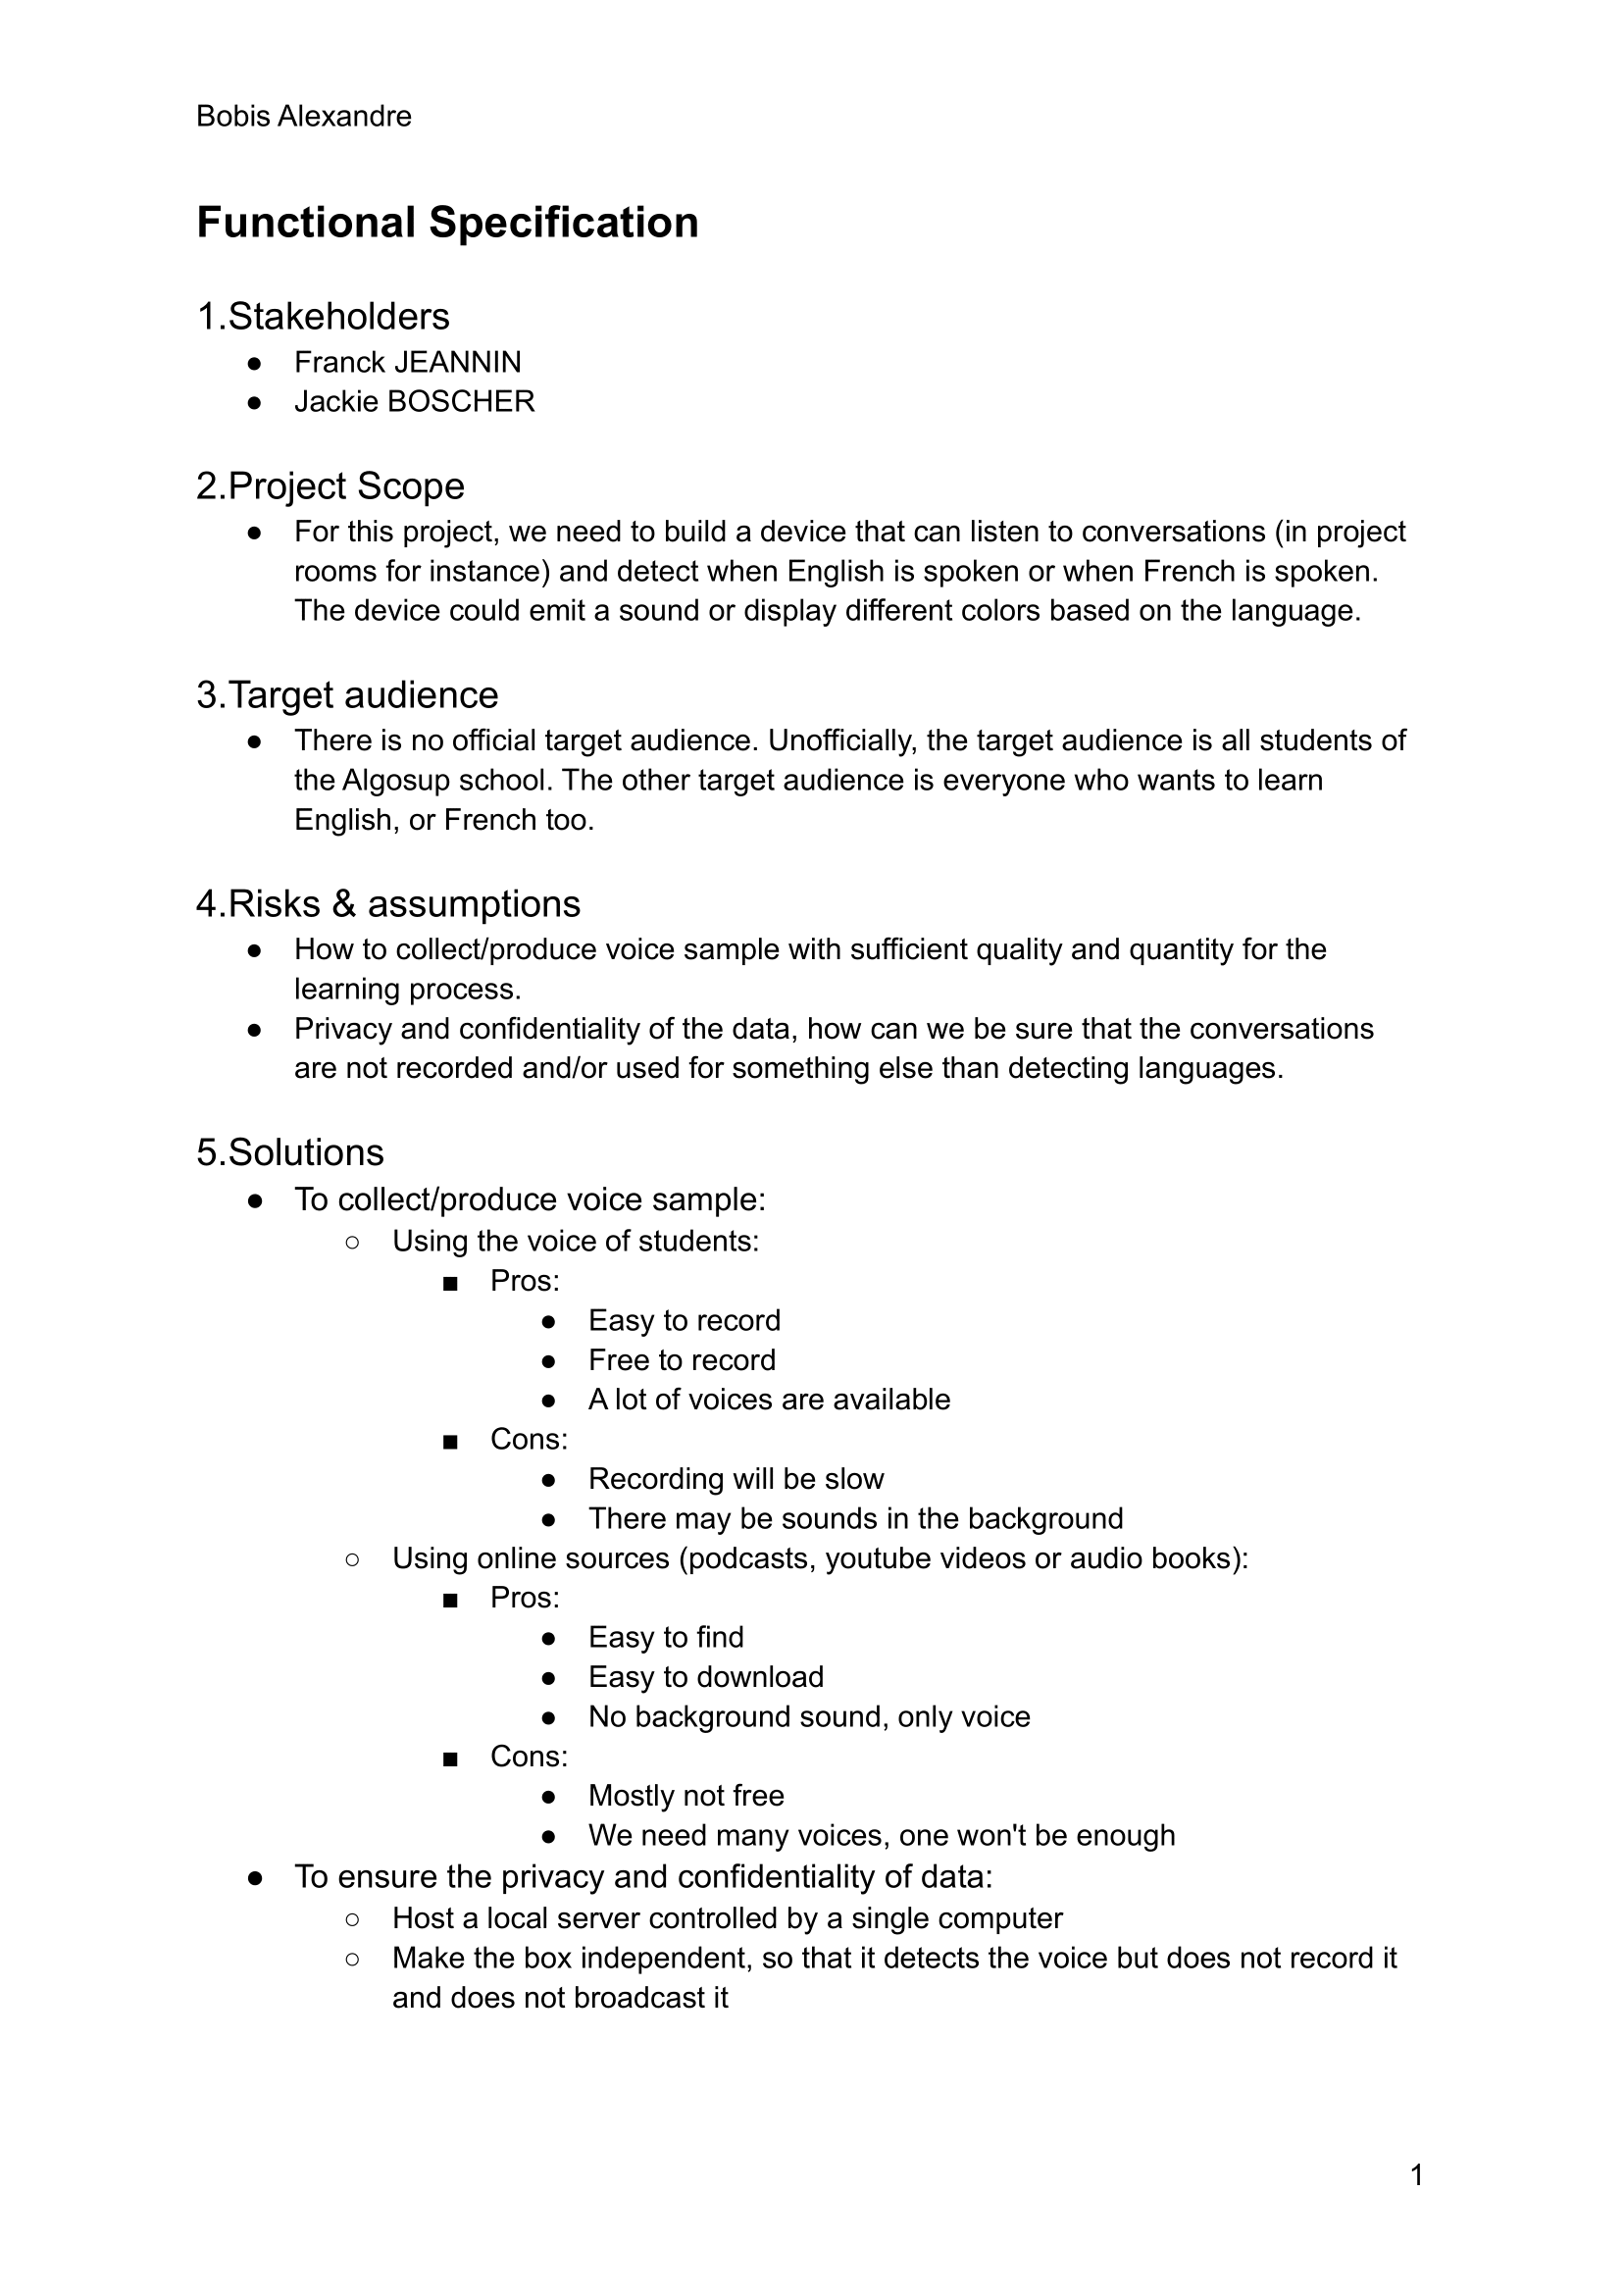 Bobis Alexandre
Functional Specification
1.Stakeholders
● Franck JEANNIN
● Jackie BOSCHER
2.Project Scope
● For this project, we need to build a device that can listen to conversations (in project
rooms for instance) and detect when English is spoken or when French is spoken.
The device could emit a sound or display different colors based on the language.
3.Target audience
● There is no official target audience. Unofficially, the target audience is all students of
the Algosup school. The other target audience is everyone who wants to learn
English, or French too.
4.Risks & assumptions
● How to collect/produce voice sample with sufficient quality and quantity for the
learning process.
● Privacy and confidentiality of the data, how can we be sure that the conversations
are not recorded and/or used for something else than detecting languages.
5.Solutions
● To collect/produce voice sample:
○ Using the voice of students:
■ Pros:
● Easy to record
● Free to record
● A lot of voices are available
■ Cons:
● Recording will be slow
● There may be sounds in the background
○ Using online sources (podcasts, youtube videos or audio books):
■ Pros:
● Easy to find
● Easy to download
● No background sound, only voice
■ Cons:
● Mostly not free
● We need many voices, one won't be enough
● To ensure the privacy and confidentiality of data:
○ Host a local server controlled by a single computer
○ Make the box independent, so that it detects the voice but does not record it
and does not broadcast it
1